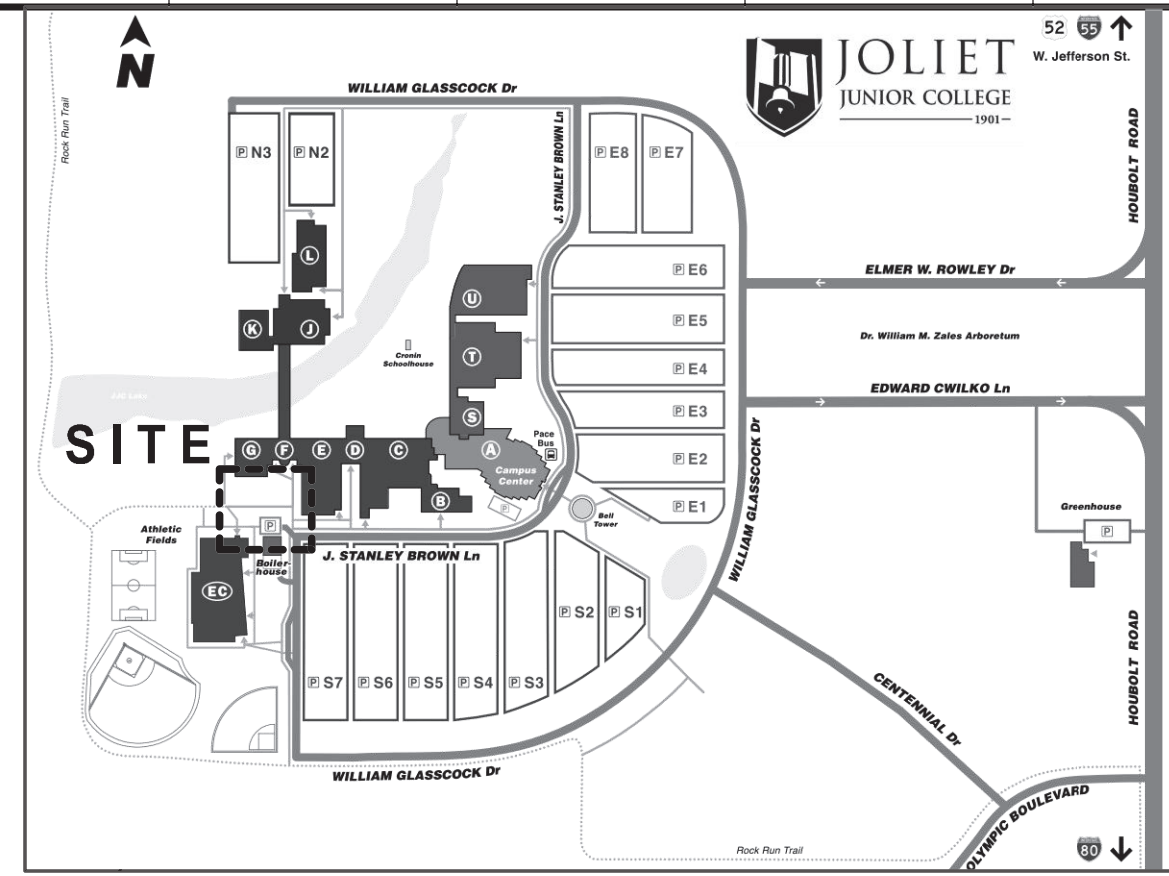 N
52 55
W. Jefferson St.
JOLIET
JUNIOR COLLEGE
1901
WILLIAM GLASSCOCK Dr
Rock Run Trail
J. STANLEY BROWN Ln
HOUBOLT ROAD
P N3
P N2
P E8
P E7
L
P E6
ELMER W. ROWLEY Dr
U
K
J
P E5
Dr. William M. Zales Arboretum
T
Cronin
Schoolhouse
P E4
EDWARD CWILKO Ln
JJC Lake
P E3
S
SITE
G
F
E
D
C
A
Pace
Bus
Campus
Center
P E2
WILLIAM GLASSCOCK Dr
B
P
P E1
Bell
Tower
Greenhouse
P
Athletic
Fields
P
J. STANLEY BROWN Ln
Boiler-
house
EC
P S2
P S1
HOUBOLT ROAD
P S7
P S6
P S5
P S4
P S3
CENTENNIAL Dr
WILLIAM GLASSCOCK Dr
OLYMPIC BOULEVARD
Rock Run Trail
80